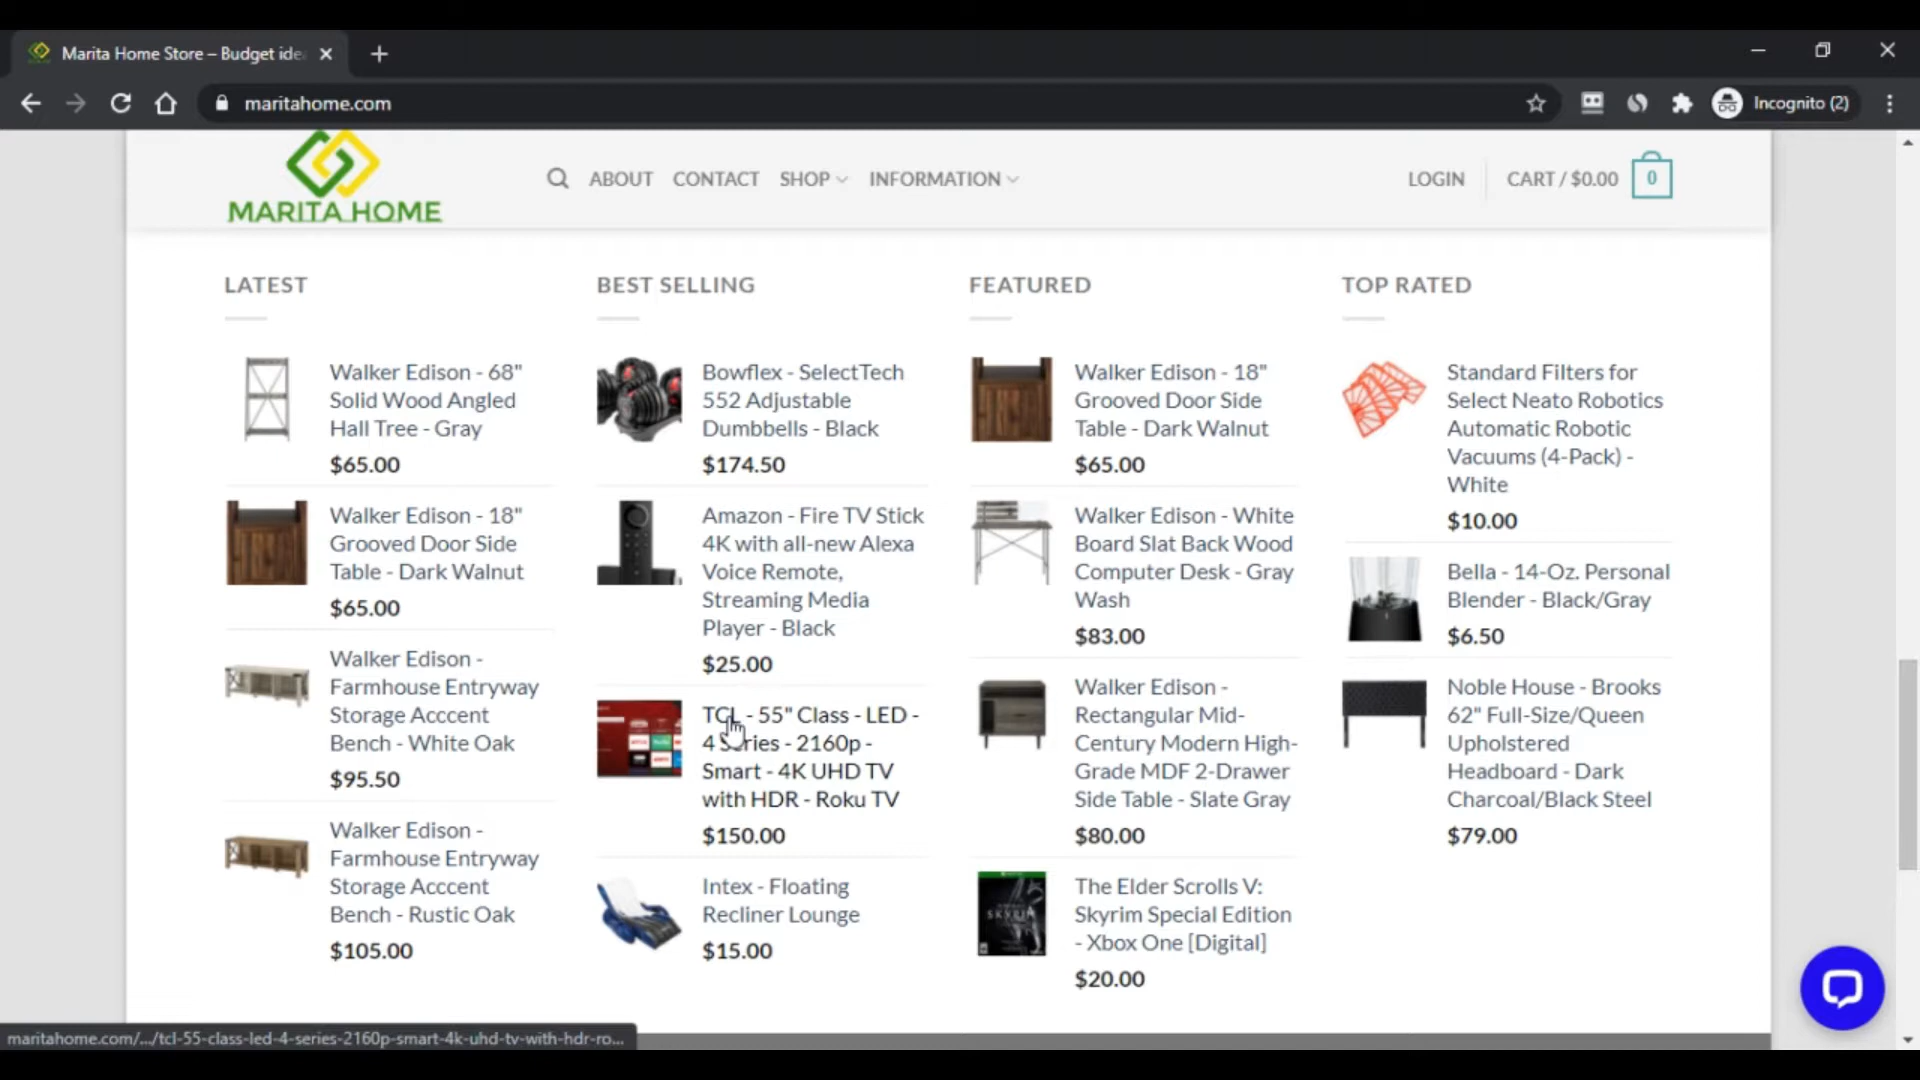 Marita Home Store – Budget ide
maritahome.com
Incognito (2)
MARITA HOME
ABOUT
CONTACT
SHOP
INFORMATION
LOGIN
CART / $0.00
0
LATEST
Walker Edison - 68"
Solid Wood Angled
Hall Tree - Gray
$65.00
Walker Edison - 18"
Grooved Door Side
Table - Dark Walnut
$65.00
Walker Edison -
Farmhouse Entryway
Storage Acccent
Bench - White Oak
$95.50
Walker Edison -
Farmhouse Entryway
Storage Acccent
Bench - Rustic Oak
$105.00
BEST SELLING
Bowflex - SelectTech
552 Adjustable
Dumbbells - Black
$174.50
Amazon - Fire TV Stick
4K with all-new Alexa
Voice Remote,
Streaming Media
Player - Black
$25.00
TCL - 55" Class - LED -
4 Series - 2160p -
Smart - 4K UHD TV
with HDR - Roku TV
$150.00
Intex - Floating
Recliner Lounge
$15.00
FEATURED
Walker Edison - 18"
Grooved Door Side
Table - Dark Walnut
$65.00
Walker Edison - White
Board Slat Back Wood
Computer Desk - Gray
Wash
$83.00
Walker Edison -
Rectangular Mid-
Century Modern High-
Grade MDF 2-Drawer
Side Table - Slate Gray
$80.00
SKYRIM
The Elder Scrolls V:
Skyrim Special Edition
- Xbox One [Digital]
$20.00
TOP RATED
Standard Filters for
Select Neato Robotics
Automatic Robotic
Vacuums (4-Pack) -
White
$10.00
Bella - 14-Oz. Personal
Blender - Black/Gray
$6.50
Noble House - Brooks
62" Full-Size/Queen
Upholstered
Headboard - Dark
Charcoal/Black Steel
$79.00
maritahome.com/.../tcl-55-class-led-4-series-2160p-smart-4k-uhd-tv-with-hdr-ro...